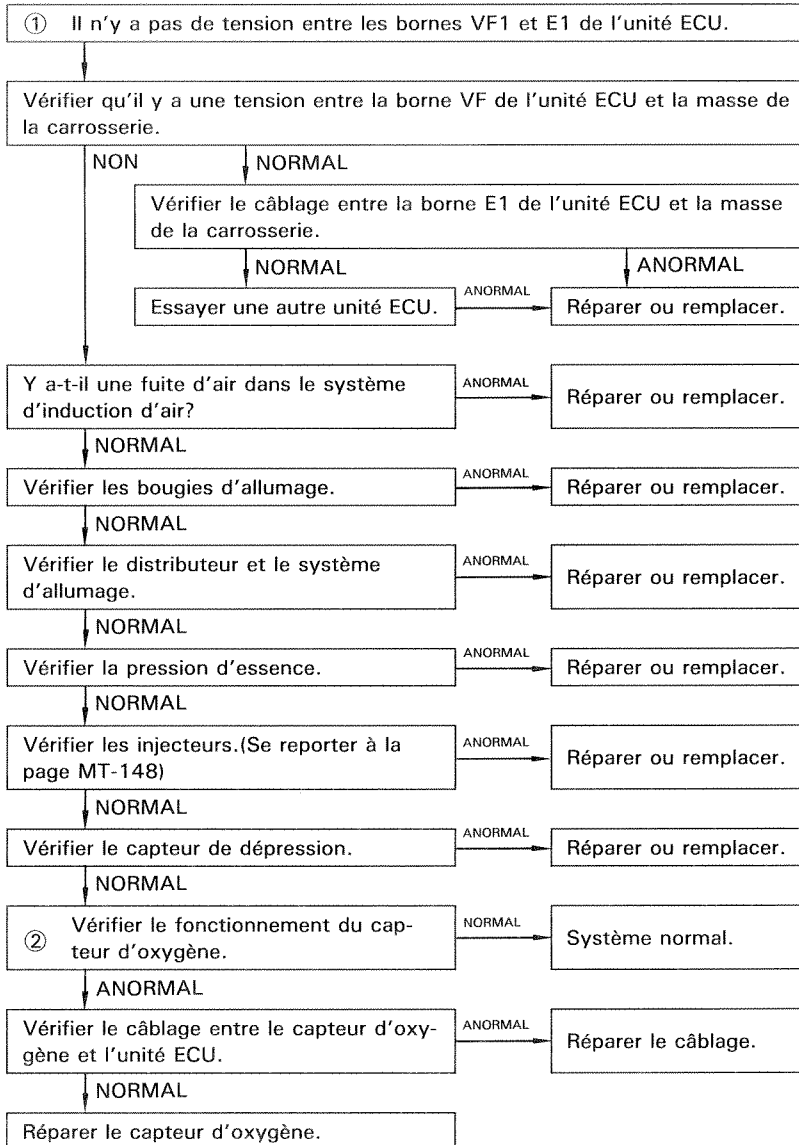 ① Il n'y a pas de tension entre les bornes VF1 et E1 de l'unité ECU.
Vérifier qu'il y a une tension entre la borne VF de l'unité ECU et la masse de
la carrosserie.
NON
NORMAL
Vérifier le câblage entre la borne E1 de l'unité ECU et la masse
de la carrosserie.
NORMAL
ANORMAL
Essayer une autre unité ECU.
ANORMAL
Réparer ou remplacer.
Y a-t-il une fuite d'air dans le système
d'induction d'air?
ANORMAL
Réparer ou remplacer.
NORMAL
Vérifier les bougies d'allumage.
ANORMAL
Réparer ou remplacer.
NORMAL
Vérifier le distributeur et le système
d'allumage.
ANORMAL
Réparer ou remplacer.
NORMAL
Vérifier la pression d'essence.
ANORMAL
Réparer ou remplacer.
NORMAL
Vérifier les injecteurs.(Se reporter à la
page MT-148)
ANORMAL
Réparer ou remplacer.
NORMAL
Vérifier le capteur de dépression.
ANORMAL
Réparer ou remplacer.
NORMAL
② Vérifier le fonctionnement du cap-
teur d'oxygène.
NORMAL
Système normal.
ANORMAL
Vérifier le câblage entre le capteur d'oxy-
gène et l'unité ECU.
ANORMAL
Réparer le câblage.
NORMAL
Réparer le capteur d'oxygène.